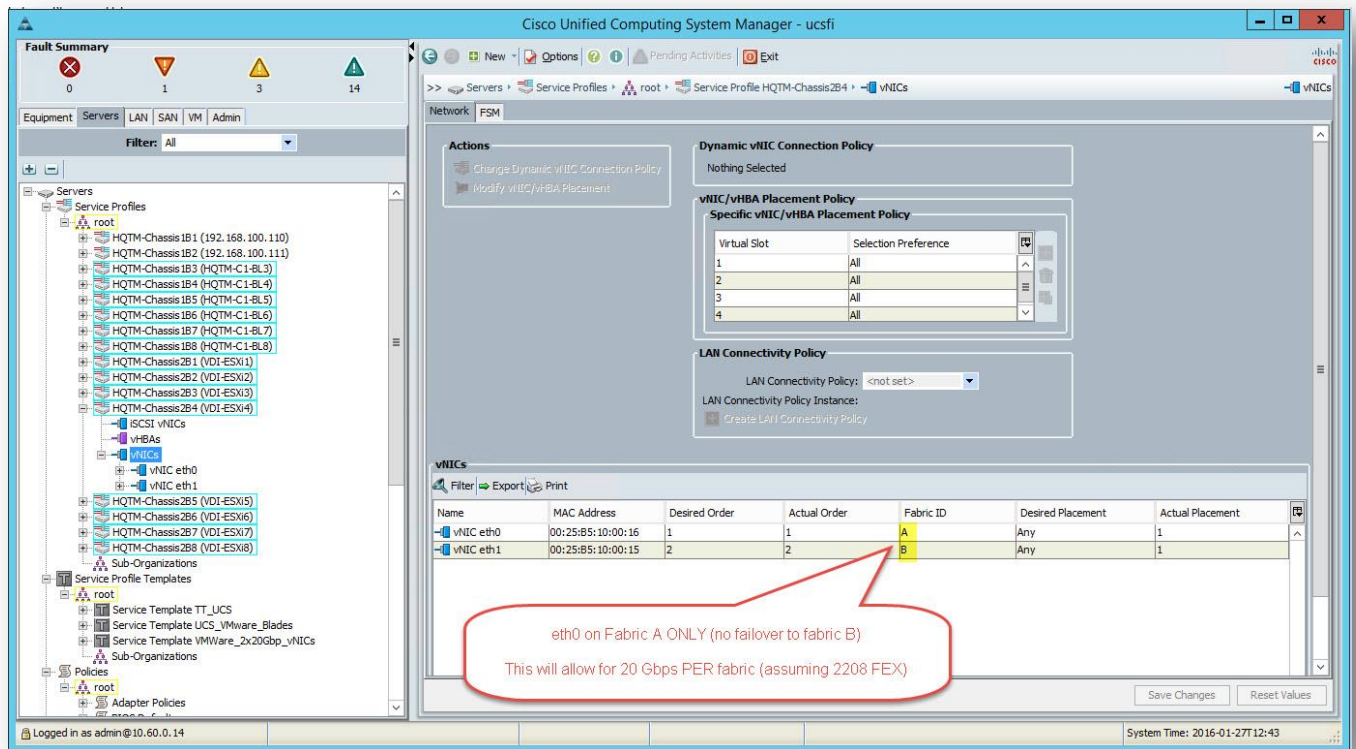 Cisco Unified Computing System Manager - ucsfi
Fault Summary
0 1 3 14
New Options Pending Activities Exit
cisco
>> Servers Service Profiles root Service Profile HQTM-Chassis2B4 vNICs
vNICs
Equipment Servers LAN SAN VM Admin
Filter: All
Servers
Service Profiles
root
HQTM-Chassis1B1 (192.168.100.110)
HQTM-Chassis1B2 (192.168.100.111)
HQTM-Chassis1B3 (HQTM-C1-BL3)
HQTM-Chassis1B4 (HQTM-C1-BL4)
HQTM-Chassis1B5 (HQTM-C1-BL5)
HQTM-Chassis1B6 (HQTM-C1-BL6)
HQTM-Chassis1B7 (HQTM-C1-BL7)
HQTM-Chassis1B8 (HQTM-C1-BL8)
HQTM-Chassis2B1 (VDI-ESXi1)
HQTM-Chassis2B2 (VDI-ESXi2)
HQTM-Chassis2B3 (VDI-ESXi3)
HQTM-Chassis2B4 (VDI-ESXi4)
iSCSI vNICs
vHBAs
vNICs
vNIC eth0
vNIC eth1
HQTM-Chassis2B5 (VDI-ESXi5)
HQTM-Chassis2B6 (VDI-ESXi6)
HQTM-Chassis2B7 (VDI-ESXi7)
HQTM-Chassis2B8 (VDI-ESXi8)
Sub-Organizations
Service Profile Templates
root
Service Template TT_UCS
Service Template UCS_VMware_Blades
Service Template VMWare_2x20Gbp_vNICs
Sub-Organizations
Policies
root
Adapter Policies
Network FSM
Actions
Change Dynamic vNIC Connection Policy
Modify vNIC/vHBA Placement
Dynamic vNIC Connection Policy
Nothing Selected
vNIC/vHBA Placement Policy
Specific vNIC/vHBA Placement Policy
Virtual Slot Selection Preference
1 All
2 All
3 All
4 All
LAN Connectivity Policy
LAN Connectivity Policy: <not set>
LAN Connectivity Policy Instance:
Create LAN Connectivity Policy
vNICs
Filter Export Print
Name MAC Address Desired Order Actual Order Fabric ID Desired Placement Actual Placement
vNIC eth0 00:25:B5:10:00:16 1 1 A Any 1
vNIC eth1 00:25:B5:10:00:15 2 2 B Any 1
eth0 on Fabric A ONLY (no failover to fabric B)
This will allow for 20 Gbps PER fabric (assuming 2208 FEX)
Save Changes Reset Values
Logged in as admin@10.60.0.14
System Time: 2016-01-27T12:43